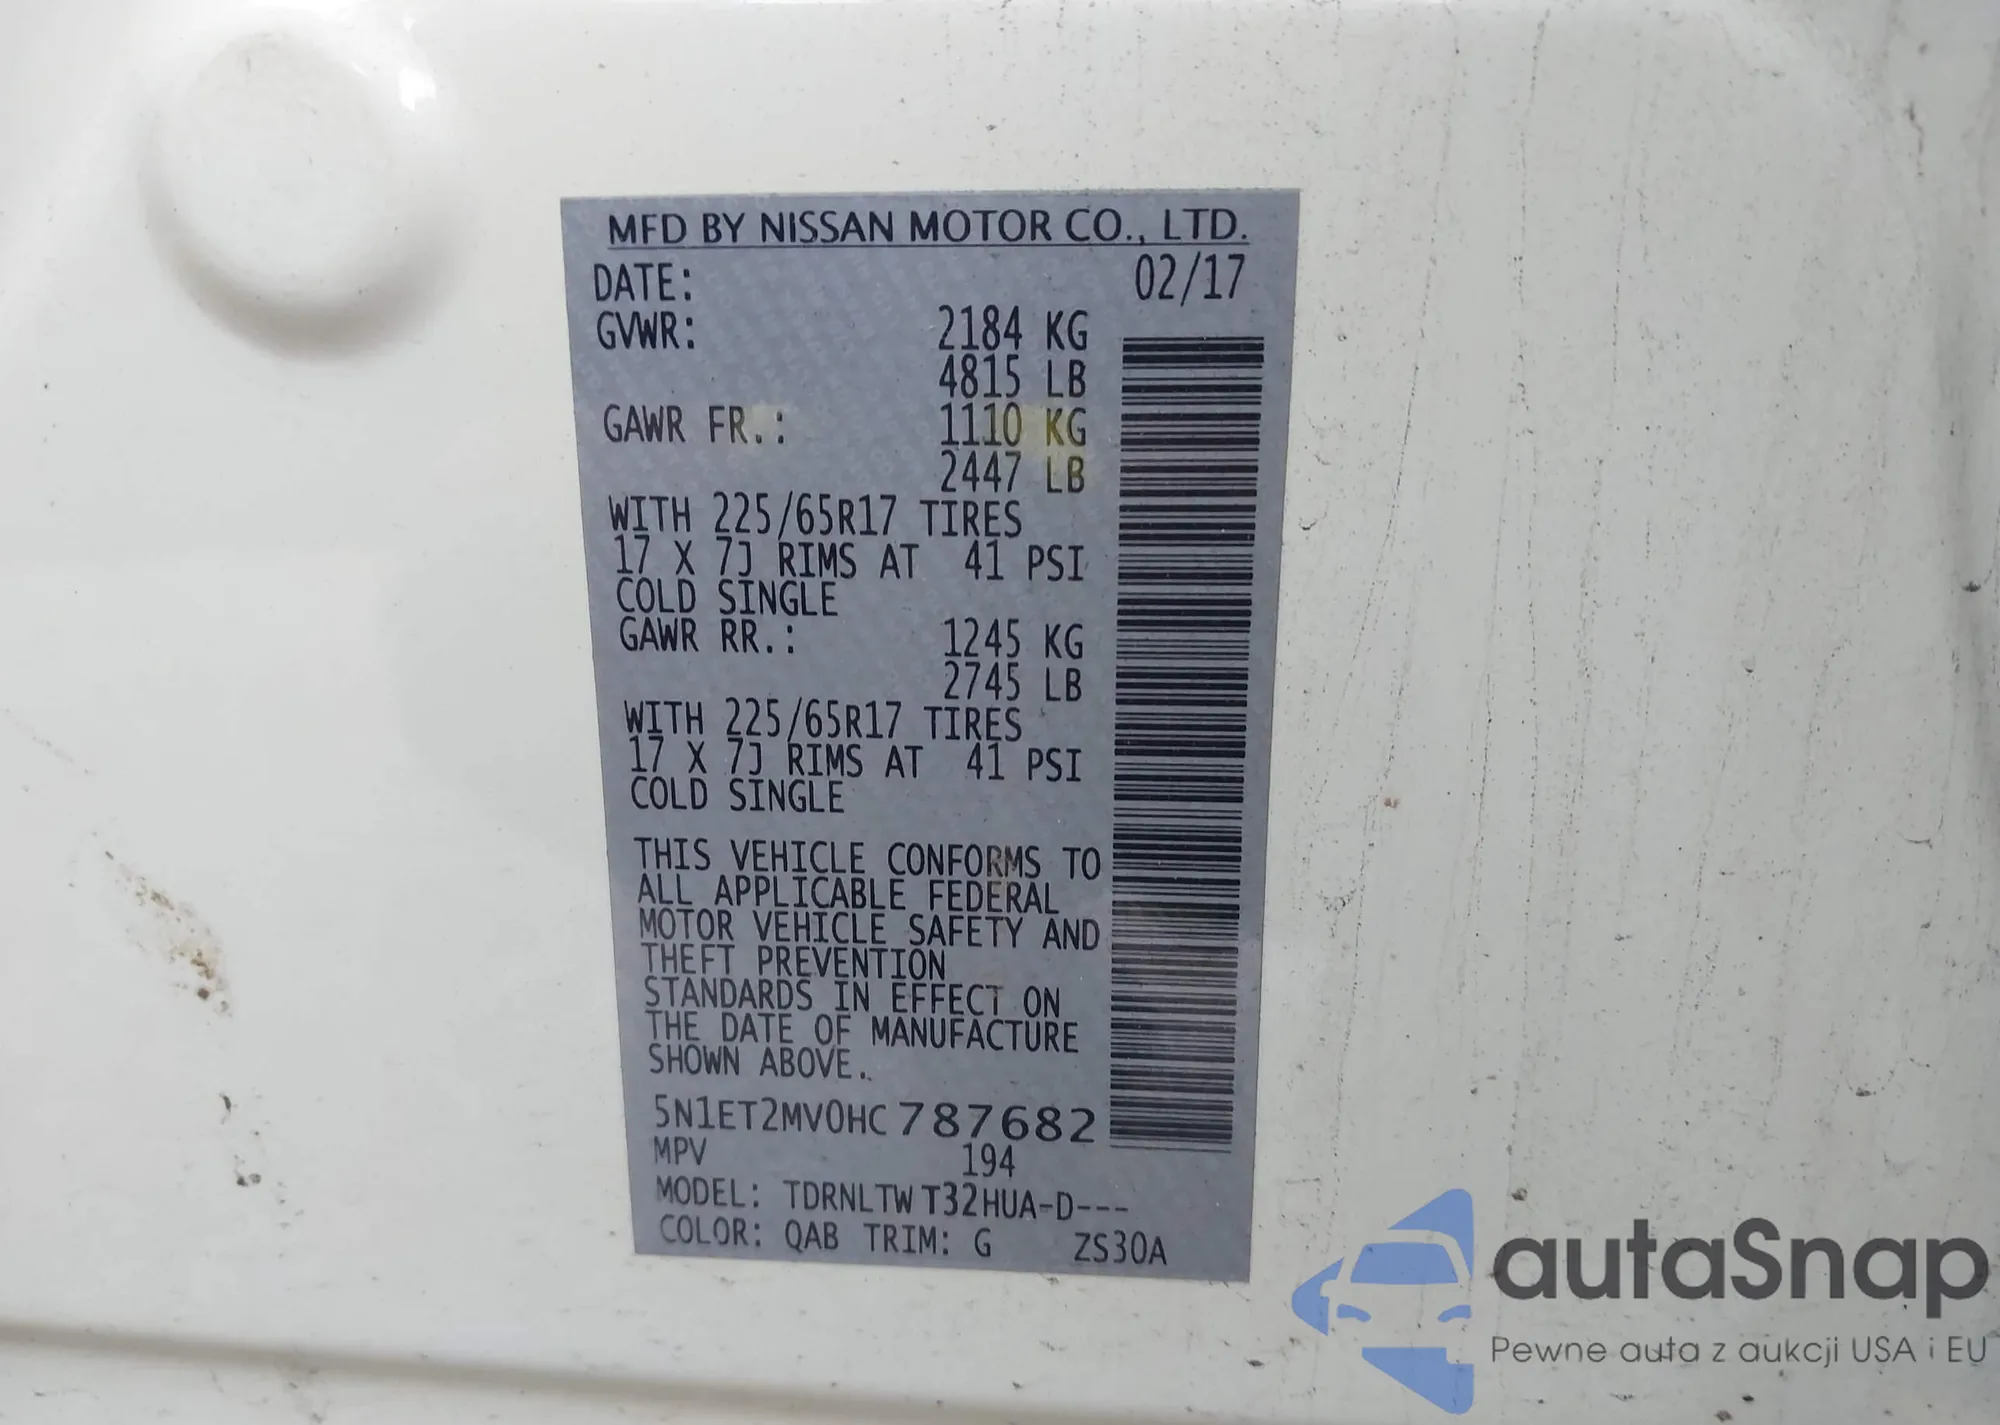 MFD BY NISSAN MOTOR CO., LTD.
DATE: 02/17
GVWR: 2184 KG
4815 LB
GAWR FR.: 1110 KG
2447 LB
WITH 225/65R17 TIRES
17 X 7J RIMS AT 41 PSI
COLD SINGLE
GAWR RR.: 1245 KG
2745 LB
WITH 225/65R17 TIRES
17 X 7J RIMS AT 41 PSI
COLD SINGLE
THIS VEHICLE CONFORMS TO
ALL APPLICABLE FEDERAL
MOTOR VEHICLE SAFETY AND
THEFT PREVENTION
STANDARDS IN EFFECT ON
THE DATE OF MANUFACTURE
SHOWN ABOVE.
5N1ET2MV0HC787682
MPV 194
MODEL: TDRNLTW T32HUA-D---
COLOR: QAB TRIM: G ZS30A
autaSnap
Pewne auta z aukcji USA i EU